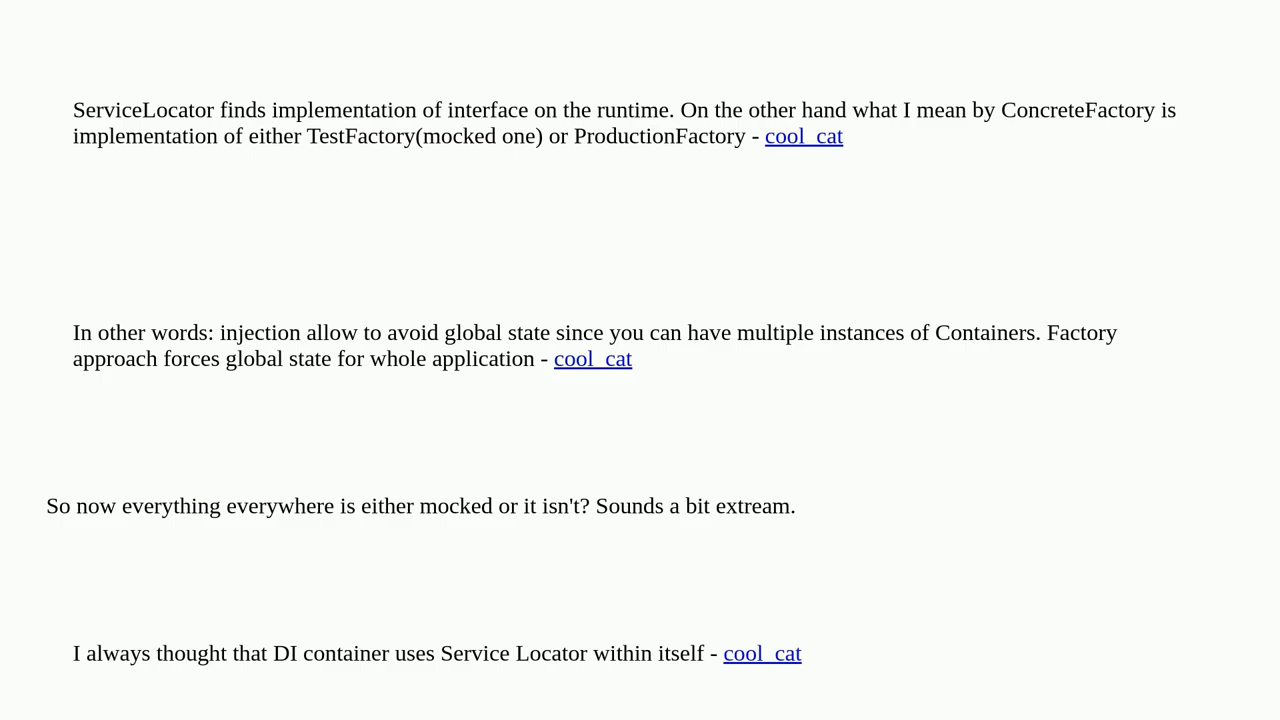 ServiceLocator finds implementation of interface on the runtime. On the other hand what I mean by ConcreteFactory is
implementation of either TestFactory(mocked one) or ProductionFactory - cool_cat
In other words: injection allow to avoid global state since you can have multiple instances of Containers. Factory
approach forces global state for whole application - cool_cat
So now everything everywhere is either mocked or it isn't? Sounds a bit extream.
I always thought that DI container uses Service Locator within itself - cool_cat